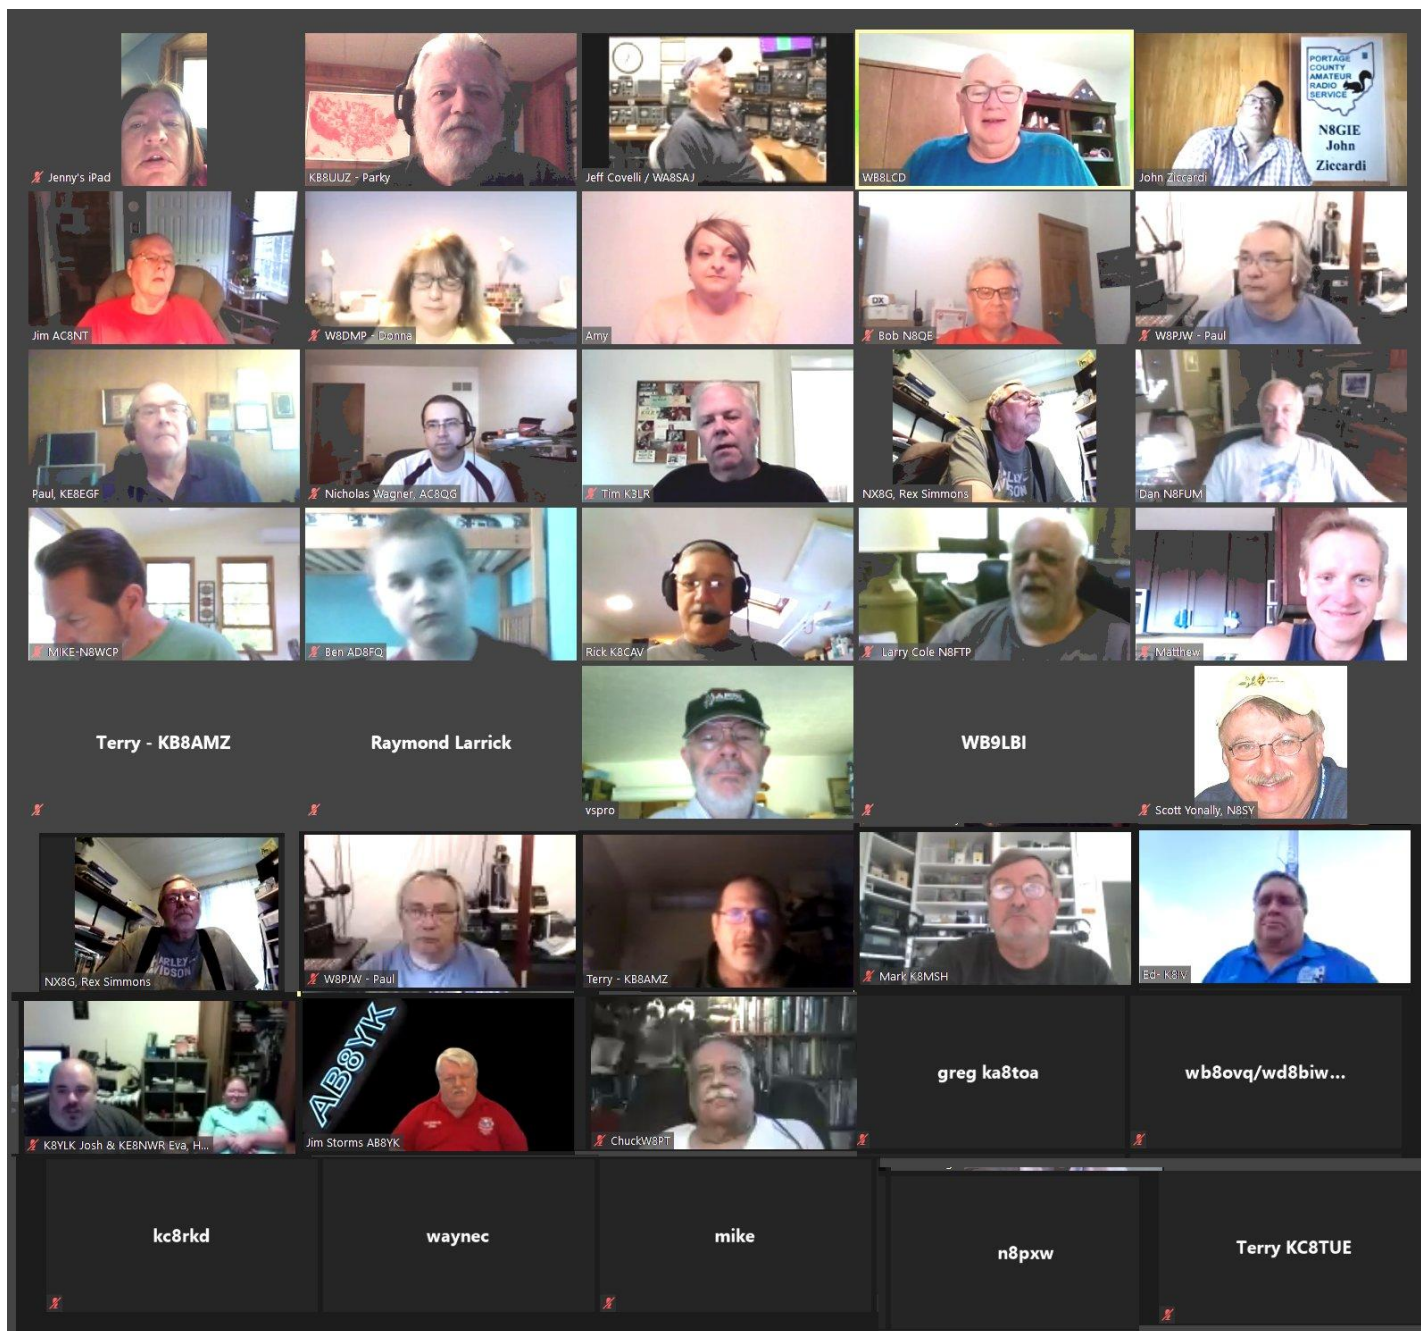 Jenny's iPad
KB8UUZ - Parky
Jeff Covelli / WA8SAJ
WB8LCD
John Ziccardi
PORTAGE
COUNTY
AMATEUR
RADIO
SERVICE
N8GIE
John
Ziccardi
Jim AC8NT
W8DMP - Donna
Amy
DX
Bob N8QE
W8PJW - Paul
Paul, KE8EGF
Nicholas Wagner, AC8QG
Tim K3LR
NX8G, Rex Simmons
Dan N8FUM
MIKE-N8WCP
Ben AD8FQ
Rick K8CAV
Larry Cole N8FTP
Matthew
Terry - KB8AMZ
Raymond Larrick
vspro
WB9LBI
Scott Yonally, N8SY
NX8G, Rex Simmons
W8PJW - Paul
Terry - KB8AMZ
Mark K8MSH
Ed- K8IV
K8YLK Josh & KE8NWR Eva, H...
AB8YK
Jim Storms AB8YK
ChuckW8PT
greg ka8toa
wb8ovq/wd8biw...
kc8rkd
waynec
mike
n8pxw
Terry KC8TUE